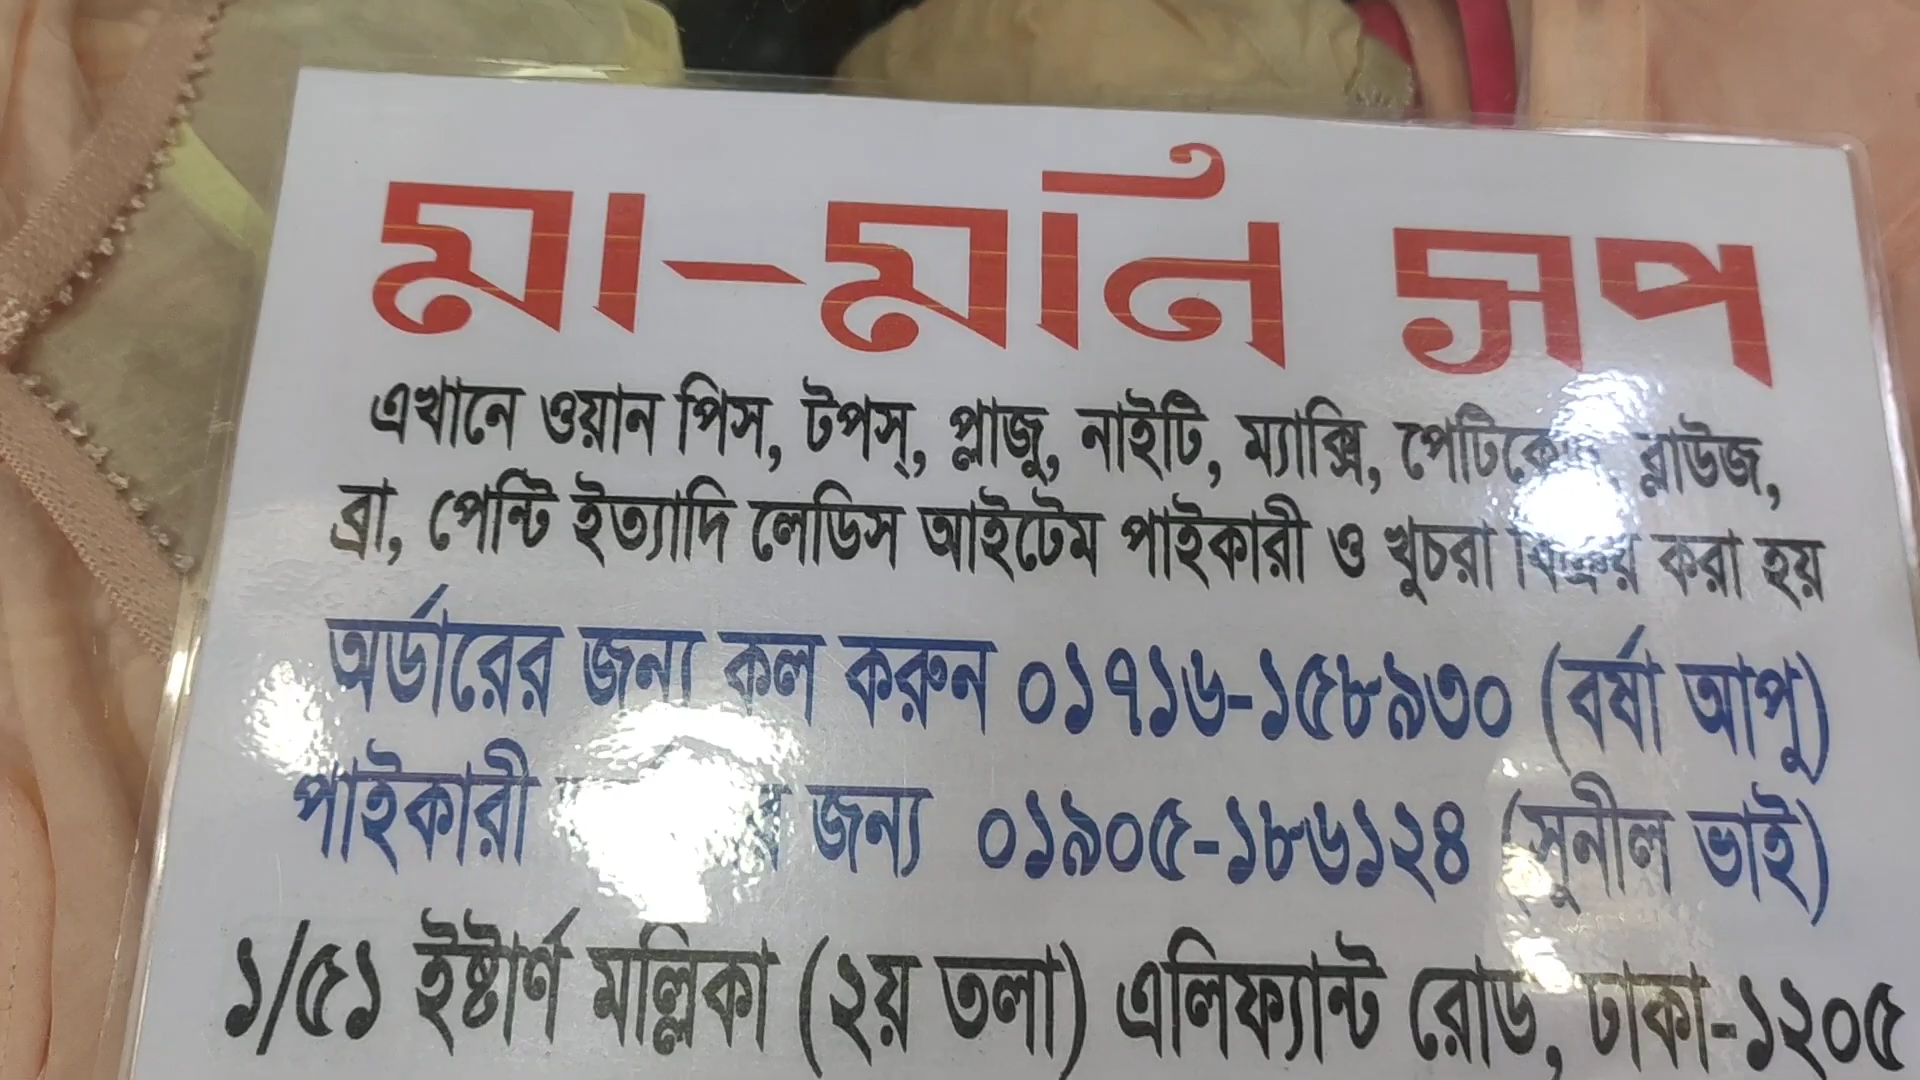 মা-মনি সপ
এখানে ওয়ান পিস, টপস্, প্লাজু, নাইটি, ম্যাক্সি, ব্লাউজ,
ব্রা, পেন্টি ইত্যাদি লেডিস আইটেম পাইকারী ও খুচরা বিক্রয় করা হয়
অর্ডারের জন্য কল করুন ০১৭১৬-১৫৮৯৩০ (বর্ষা আপু)
পাইকারী জন্য ০১৯০৫-১৮৬১২৪ (সুনীল ভাই)
১/৫১ ইষ্টার্ণ মল্লিকা (২য় তলা) এলিফ্যান্ট রোড, ঢাকা-১২০৫